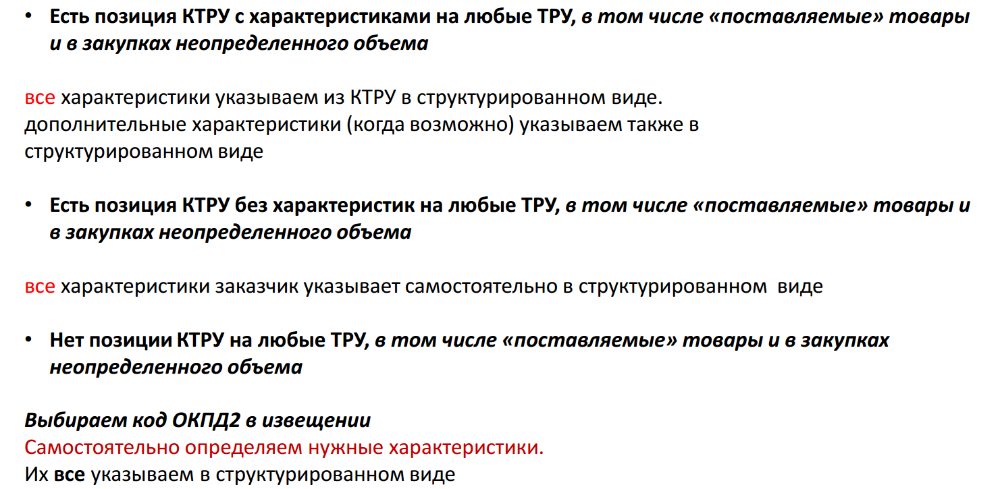 • Есть позиция КТРУ с характеристиками на любые ТРУ, в том числе «поставляемые» товары
и в закупках неопределенного объема
все характеристики указываем из КТРУ в структурированном виде.
дополнительные характеристики (когда возможно) указываем также в
структурированном виде
• Есть позиция КТРУ без характеристик на любые ТРУ, в том числе «поставляемые» товары и
в закупках неопределенного объема
все характеристики заказчик указывает самостоятельно в структурированном виде
• Нет позиции КТРУ на любые ТРУ, в том числе «поставляемые» товары и в закупках
неопределенного объема
Выбираем код ОКПД2 в извещении
Самостоятельно определяем нужные характеристики.
Их все указываем в структурированном виде